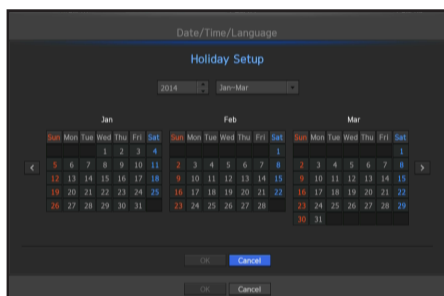 Date/Time/Language
Holiday Setup
2014 Jan~Mar
Jan Feb Mar
Sun Mon Tue Wed Thu Fri Sat Sun Mon Tue Wed Thu Fri Sat Sun Mon Tue Wed Thu Fri Sat
1 2 3 4 1 1
5 6 7 8 9 10 11 2 3 4 5 6 7 8 2 3 4 5 6 7 8
12 13 14 15 16 17 18 9 10 11 12 13 14 15 9 10 11 12 13 14 15
19 20 21 22 23 24 25 16 17 18 19 20 21 22 16 17 18 19 20 21 22
26 27 28 29 30 31 23 24 25 26 27 28 23 24 25 26 27 28 29
30 31
< >
OK Cancel
OK Cancel